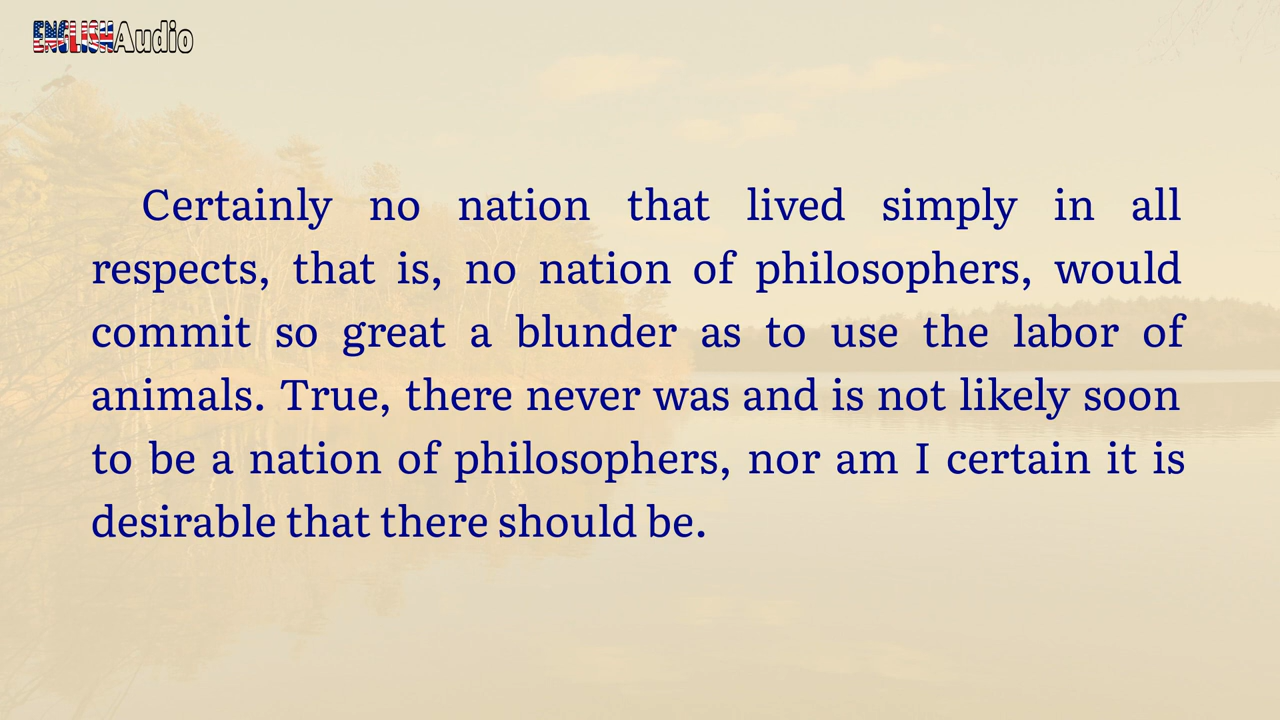 ENGLISHAudio
Certainly no nation that lived simply in all
respects, that is, no nation of philosophers, would
commit so great a blunder as to use the labor of
animals. True, there never was and is not likely soon
to be a nation of philosophers, nor am I certain it is
desirable that there should be.